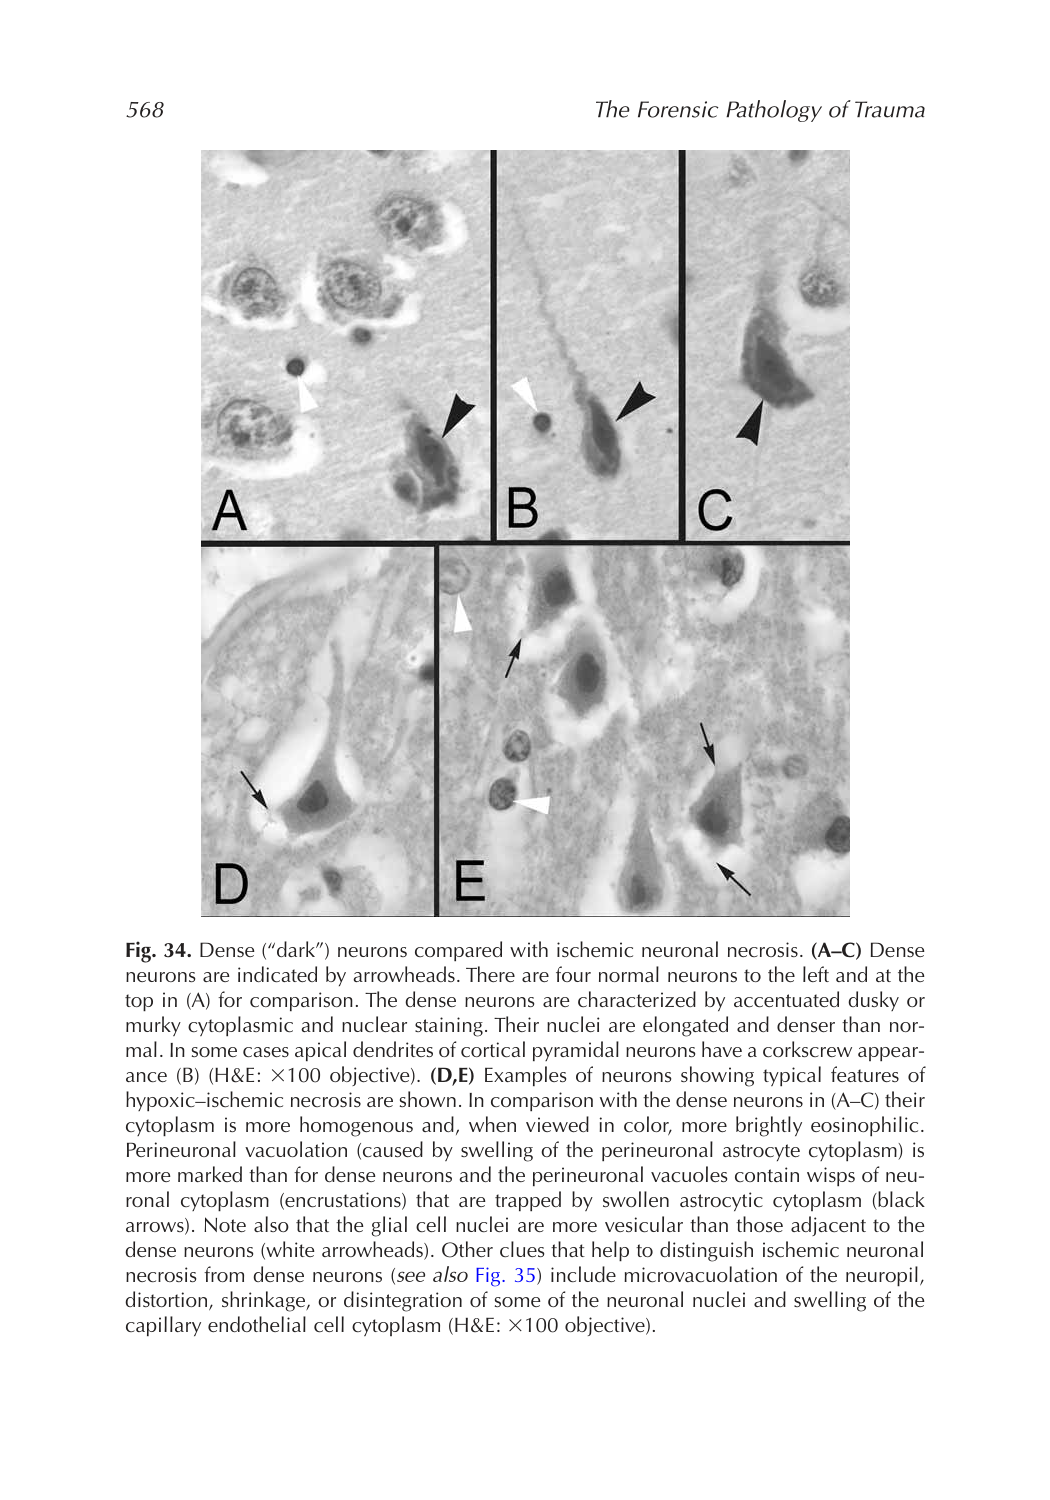 568
The Forensic Pathology of Trauma
A
B
C
D
E
Fig. 34. Dense (“dark”) neurons compared with ischemic neuronal necrosis. (A–C) Dense
neurons are indicated by arrowheads. There are four normal neurons to the left and at the
top in (A) for comparison. The dense neurons are characterized by accentuated dusky or
murky cytoplasmic and nuclear staining. Their nuclei are elongated and denser than nor-
mal. In some cases apical dendrites of cortical pyramidal neurons have a corkscrew appear-
ance (B) (H&E: ×100 objective). (D,E) Examples of neurons showing typical features of
hypoxic–ischemic necrosis are shown. In comparison with the dense neurons in (A–C) their
cytoplasm is more homogenous and, when viewed in color, more brightly eosinophilic.
Perineuronal vacuolation (caused by swelling of the perineuronal astrocyte cytoplasm) is
more marked than for dense neurons and the perineuronal vacuoles contain wisps of neu-
ronal cytoplasm (encrustations) that are trapped by swollen astrocytic cytoplasm (black
arrows). Note also that the glial cell nuclei are more vesicular than those adjacent to the
dense neurons (white arrowheads). Other clues that help to distinguish ischemic neuronal
necrosis from dense neurons (see also Fig. 35) include microvacuolation of the neuropil,
distortion, shrinkage, or disintegration of some of the neuronal nuclei and swelling of the
capillary endothelial cell cytoplasm (H&E: ×100 objective).